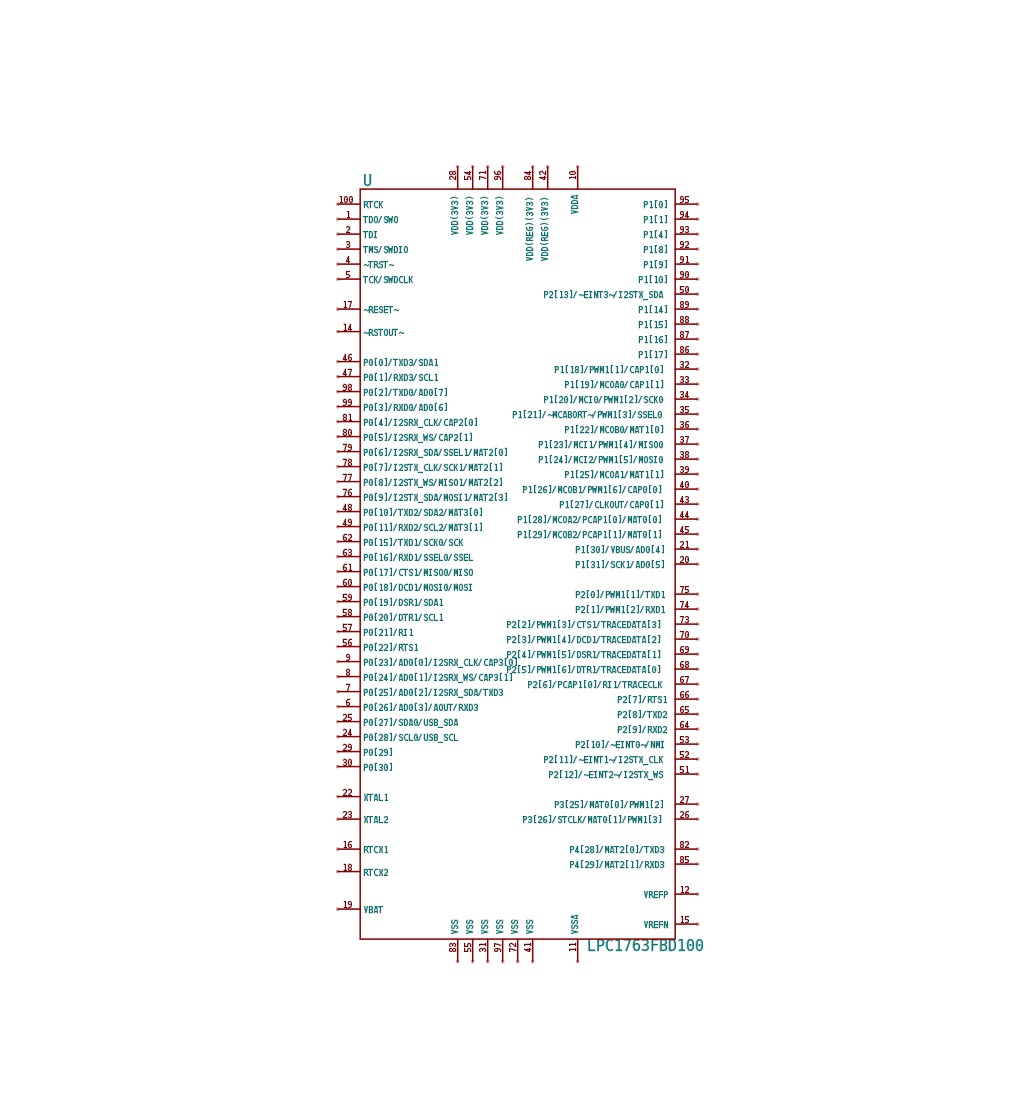 U
28 54 71 96 84 42 10
VDD(3V3) VDD(3V3) VDD(3V3) VDD(3V3) VDD(REG)(3V3) VDD(REG)(3V3) VDDA
100 RTCK
1 TDO/SWO
2 TDI
3 TMS/SWDIO
4 ~TRST~
5 TCK/SWDCLK
17 ~RESET~
14 ~RSTOUT~
46 P0[0]/TXD3/SDA1
47 P0[1]/RXD3/SCL1
98 P0[2]/TXD0/AD0[7]
99 P0[3]/RXD0/AD0[6]
81 P0[4]/I2SRX_CLK/CAP2[0]
80 P0[5]/I2SRX_WS/CAP2[1]
79 P0[6]/I2SRX_SDA/SSEL1/MAT2[0]
78 P0[7]/I2STX_CLK/SCK1/MAT2[1]
77 P0[8]/I2STX_WS/MISO1/MAT2[2]
76 P0[9]/I2STX_SDA/MOSI1/MAT2[3]
48 P0[10]/TXD2/SDA2/MAT3[0]
49 P0[11]/RXD2/SCL2/MAT3[1]
62 P0[15]/TXD1/SCK0/SCK
63 P0[16]/RXD1/SSEL0/SSEL
61 P0[17]/CTS1/MISO0/MISO
60 P0[18]/DCD1/MOSI0/MOSI
59 P0[19]/DSR1/SDA1
58 P0[20]/DTR1/SCL1
57 P0[21]/RI1
56 P0[22]/RTS1
9 P0[23]/AD0[0]/I2SRX_CLK/CAP3[0]
8 P0[24]/AD0[1]/I2SRX_WS/CAP3[1]
7 P0[25]/AD0[2]/I2SRX_SDA/TXD3
6 P0[26]/AD0[3]/AOUT/RXD3
25 P0[27]/SDA0/USB_SDA
24 P0[28]/SCL0/USB_SCL
29 P0[29]
30 P0[30]
22 XTAL1
23 XTAL2
16 RTCX1
18 RTCX2
19 VBAT
P1[0] 95
P1[1] 94
P1[4] 93
P1[8] 92
P1[9] 91
P1[10] 90
P2[13]/~EINT3~/I2STX_SDA 50
P1[14] 89
P1[15] 88
P1[16] 87
P1[17] 86
P1[18]/PWM1[1]/CAP1[0] 32
P1[19]/MCOA0/CAP1[1] 33
P1[20]/MCI0/PWM1[2]/SCK0 34
P1[21]/~MCABORT~/PWM1[3]/SSEL0 35
P1[22]/MCOB0/MAT1[0] 36
P1[23]/MCI1/PWM1[4]/MISO0 37
P1[24]/MCI2/PWM1[5]/MOSI0 38
P1[25]/MCOA1/MAT1[1] 39
P1[26]/MCOB1/PWM1[6]/CAP0[0] 40
P1[27]/CLKOUT/CAP0[1] 43
P1[28]/MCOA2/PCAP1[0]/MAT0[0] 44
P1[29]/MCOB2/PCAP1[1]/MAT0[1] 45
P1[30]/VBUS/AD0[4] 21
P1[31]/SCK1/AD0[5] 20
P2[0]/PWM1[1]/TXD1 75
P2[1]/PWM1[2]/RXD1 74
P2[2]/PWM1[3]/CTS1/TRACEDATA[3] 73
P2[3]/PWM1[4]/DCD1/TRACEDATA[2] 70
P2[4]/PWM1[5]/DSR1/TRACEDATA[1] 69
P2[5]/PWM1[6]/DTR1/TRACEDATA[0] 68
P2[6]/PCAP1[0]/RI1/TRACECLK 67
P2[7]/RTS1 66
P2[8]/TXD2 65
P2[9]/RXD2 64
P2[10]/~EINT0~/NMI 53
P2[11]/~EINT1~/I2STX_CLK 52
P2[12]/~EINT2~/I2STX_WS 51
P3[25]/MAT0[0]/PWM1[2] 27
P3[26]/STCLK/MAT0[1]/PWM1[3] 26
P4[28]/MAT2[0]/TXD3 82
P4[29]/MAT2[1]/RXD3 85
VREFP 12
VREFN 15
VSS VSS VSS VSS VSS VSS VSSA
83 55 31 97 72 41 11
LPC1763FBD100